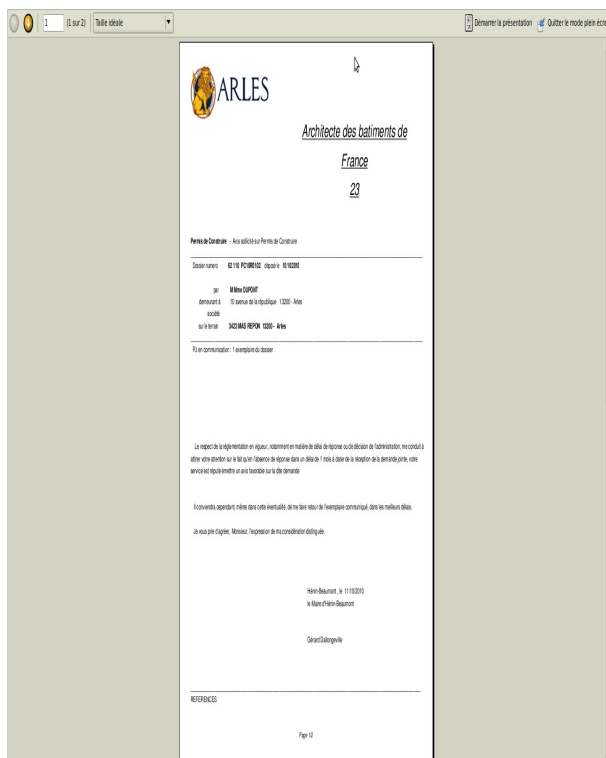 1 (1 sur 2) Taille idéale Démarrer la présentation Quitter le mode plein écra
ARLES
Architecte des batiments de
France
23
Permis de Construire - Avis sollicité sur Permis de Construire
Dossier numero 62 110 PC10R0102 déposé le 10/10/2010
par M Mme DUPONT
demeurant à 10 avenue de la république 13200 - Arles
société
sur le terrain 3423 MAS REPON 13200 - Arles
PJ en communication : 1 exemplaire du dossier
Le respect de la réglementation en vigueur, notamment en matière de délai de réponse ou de décision de l'administration, me conduit à
attirer votre attention sur le fait qu'en l'absence de réponse dans un délai de 1 mois à dater de la réception de la demande jointe, votre
service est réputé émettre un avis favorable sur la dite demande
Il conviendra cependant, même dans cette éventualité, de me faire retour de l'exemplaire communiqué, dans les meilleurs délais.
Je vous prie d'agréer, Monsieur, l'expression de ma considération distinguée.
Hénin-Beaumont , le 11/10/2010
le Maire d'Hénin-Beaumont
Gérard Dallongeville
REFERENCES
Page 1/2